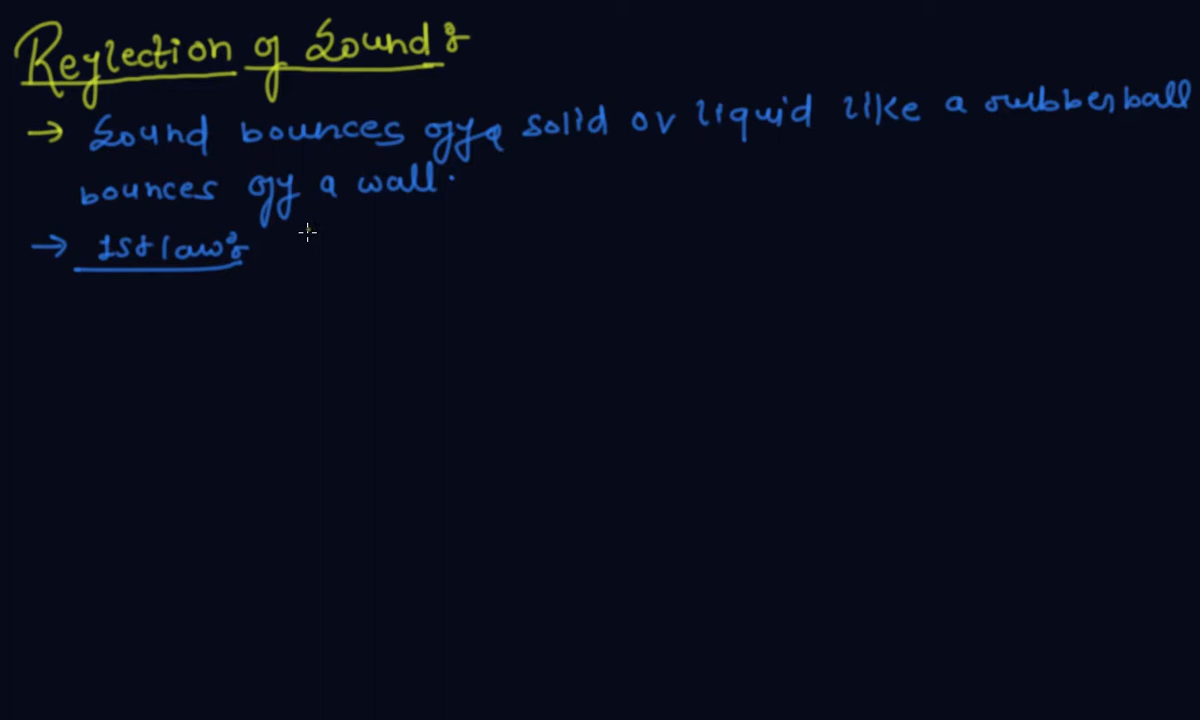 Reflection of Sound:
→ Sound bounces off a solid or liquid like a rubber ball
bounces off a wall.
→ 1st law: